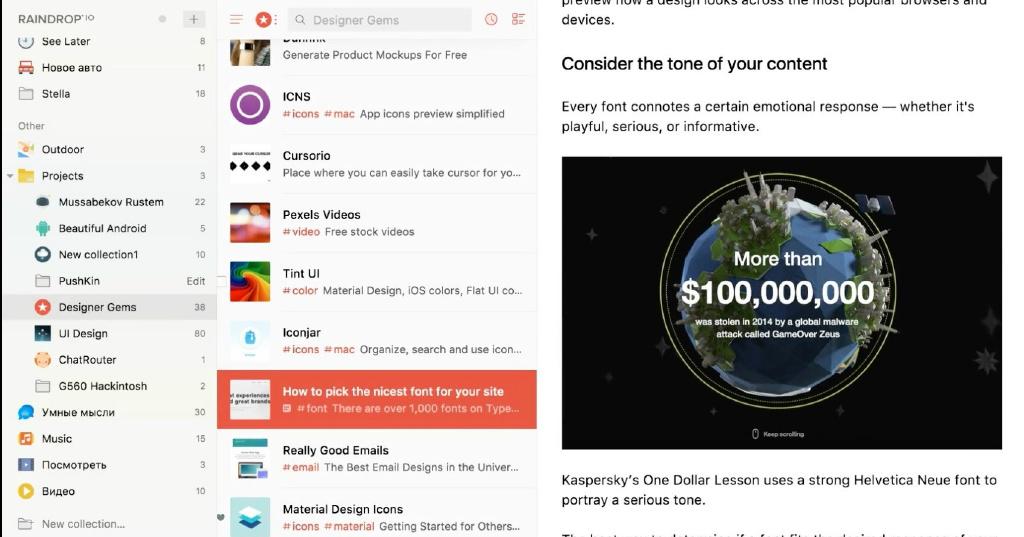 RAINDROP.IO
See Later 8
Новое авто 11
Stella 18
Other
Outdoor 3
Projects 3
Mussabekov Rustem 22
Beautiful Android 5
New collection1 10
PushKin Edit
Designer Gems 38
UI Design 80
ChatRouter 1
G560 Hackintosh 2
Умные мысли 30
Music 15
Посмотреть 3
Видео 10
New collection...
Designer Gems
Generate Product Mockups For Free
ICNS
#icons #mac App icons preview simplified
Cursorio
Place where you can easily take cursor for yo...
Pexels Videos
#video Free stock videos
Tint UI
#color Material Design, iOS colors, Flat UI co...
Iconjar
#icons #mac Organize, search and use icon...
How to pick the nicest font for your site
#font There are over 1,000 fonts on Type...
Really Good Emails
#email The Best Email Designs in the Univer...
Material Design Icons
#icons #material Getting Started for Others...
preview how a design looks across the most popular browsers and
devices.
Consider the tone of your content
Every font connotes a certain emotional response — whether it's
playful, serious, or informative.
More than
$100,000,000
was stolen in 2014 by a global malware
attack called GameOver Zeus
Keep scrolling
Kaspersky's One Dollar Lesson uses a strong Helvetica Neue font to
portray a serious tone.